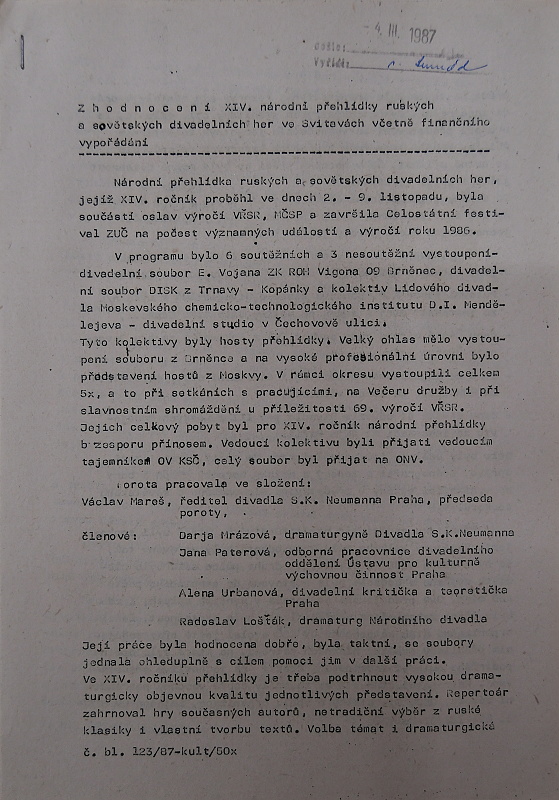 4. III. 1987
Došlo:
Vyřídí:
Z h o d n o c e n í  XIV. národní přehlídky ruských
a sovětských divadelních her ve Svitavách včetně finančního
vypořádání
Národní přehlídka ruských a sovětských divadelních her,
jejíž XIV. ročník proběhl ve dnech 2. - 9. listopadu, byla
součástí oslav výročí VŘSR, MČSP a završila Celostátní festi-
val ZUČ na počest významných událostí a výročí roku 1986.
V programu bylo 6 soutěžních a 3 nesoutěžní vystoupení-
divadelní soubor E. Vojana ZK ROH Vigona 09 Brněnec, divadel-
ní soubor DISK z Trnavy - Kopánky a kolektiv Lidového divad-
la Moskevského chemicko-technologického institutu D.I. Mendě-
lejeva - divadelní studio v Čechovově ulici.
Tyto kolektivy byly hosty přehlídky. Velký ohlas mělo vystou-
pení souboru z Brněnce a na vysoké profesionální úrovni bylo
představení hostů z Moskvy. V rámci okresu vystoupili celkem
5x, a to při setkáních s pracujícími, na Večeru družby i při
slavnostním shromáždění u příležitosti 69. výročí VŘSR.
Jejich celkový pobyt byl pro XIV. ročník národní přehlídky
bezesporu přínosem. Vedoucí kolektivu byli přijati vedoucím
tajemníkem OV KSČ, celý soubor byl přijat na ONV.
Porota pracovala ve složení:
Václav Mareš, ředitel divadla S.K. Neumanna Praha, předseda
poroty,
členové: Darja Mrázová, dramaturgyně Divadla S.K.Neumanna
Jana Paterová, odborná pracovnice divadelního
oddělení Ústavu pro kulturně
výchovnou činnost Praha
Alena Urbanová, divadelní kritička a teoretička
Praha
Radoslav Lošťák, dramaturg Národního divadla
Její práce byla hodnocena dobře, byla taktní, se soubory
jednala ohleduplně s cílem pomoci jim v další práci.
Ve XIV. ročníku přehlídky je třeba podtrhnout vysokou drama-
turgicky objevnou kvalitu jednotlivých představení. Repertoár
zahrnoval hry současných autorů, netradiční výběr z ruské
klasiky i vlastní tvorbu textů. Volba témat i dramaturgické
č. bl. 123/87-kult/50x